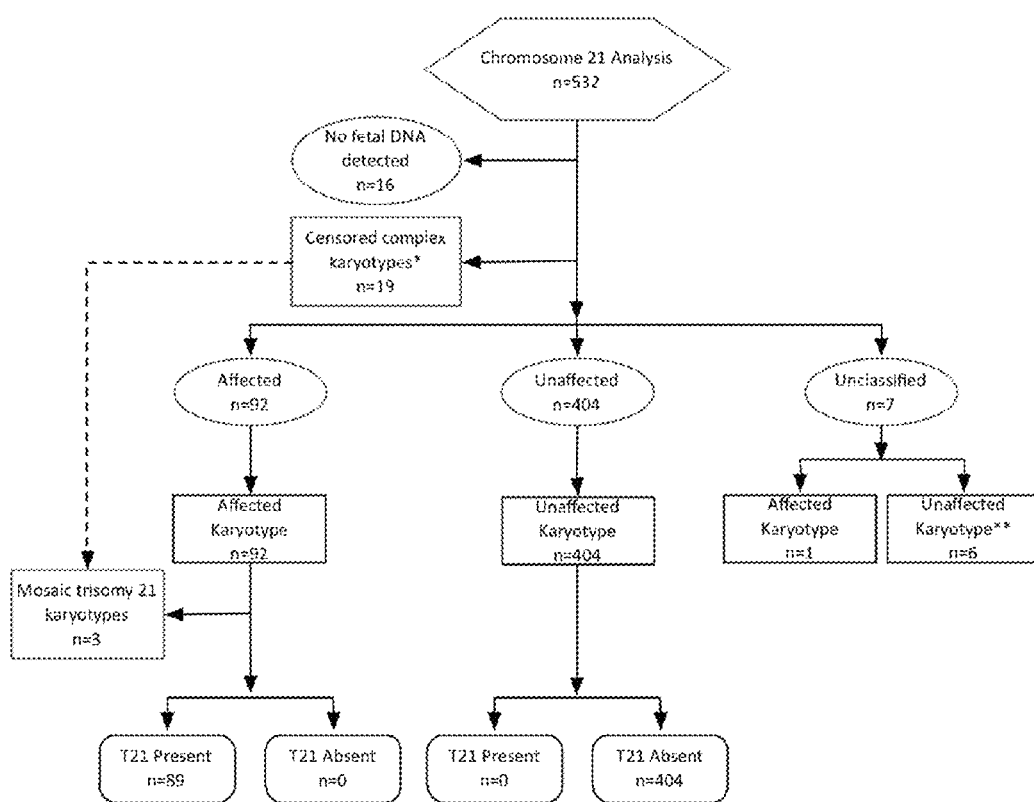 Chromosome 21 Analysis
n=532
No fetal DNA
detected
n=16
Censored complex
karyotypes*
n=19
Affected
n=92
Unaffected
n=404
Unclassified
n=7
Affected
Karyotype
n=92
Unaffected
Karyotype
n=404
Affected
Karyotype
n=1
Unaffected
Karyotype**
n=6
Mosaic trisomy 21
karyotypes
n=3
T21 Present
n=89
T21 Absent
n=0
T21 Present
n=0
T21 Absent
n=404